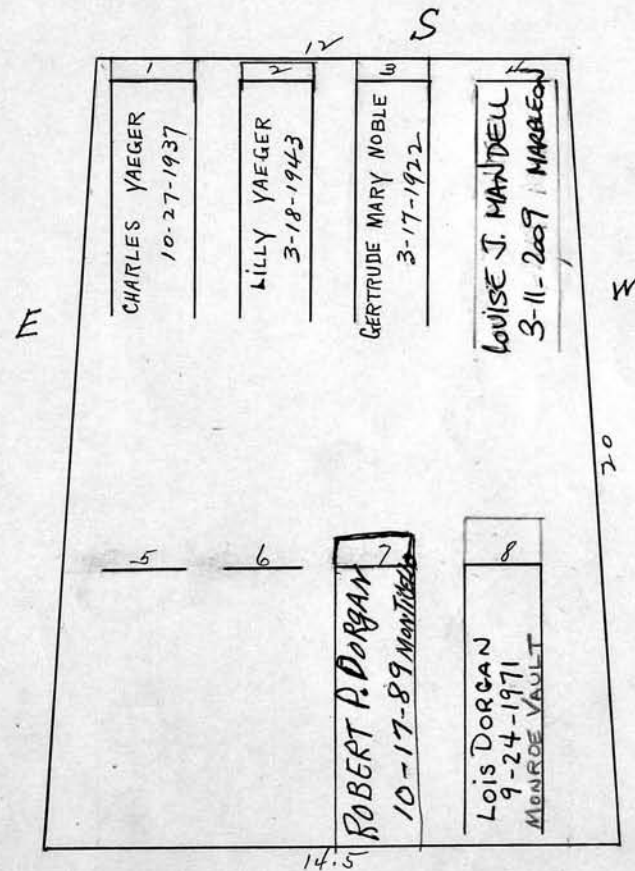 S
12
1
CHARLES YAEGER
10-27-1937
2
LILLY YAEGER
3-18-1943
3
GERTRUDE MARY NOBLE
3-17-1922
4
LOUISE J. MANDELL
3-11-2009 MARBLEON
E
W
20
5
6
7
ROBERT P. DORGAN
10-17-89 MONTICELLO
8
LOIS DORGAN
9-24-1971
MONROE VAULT
14.5